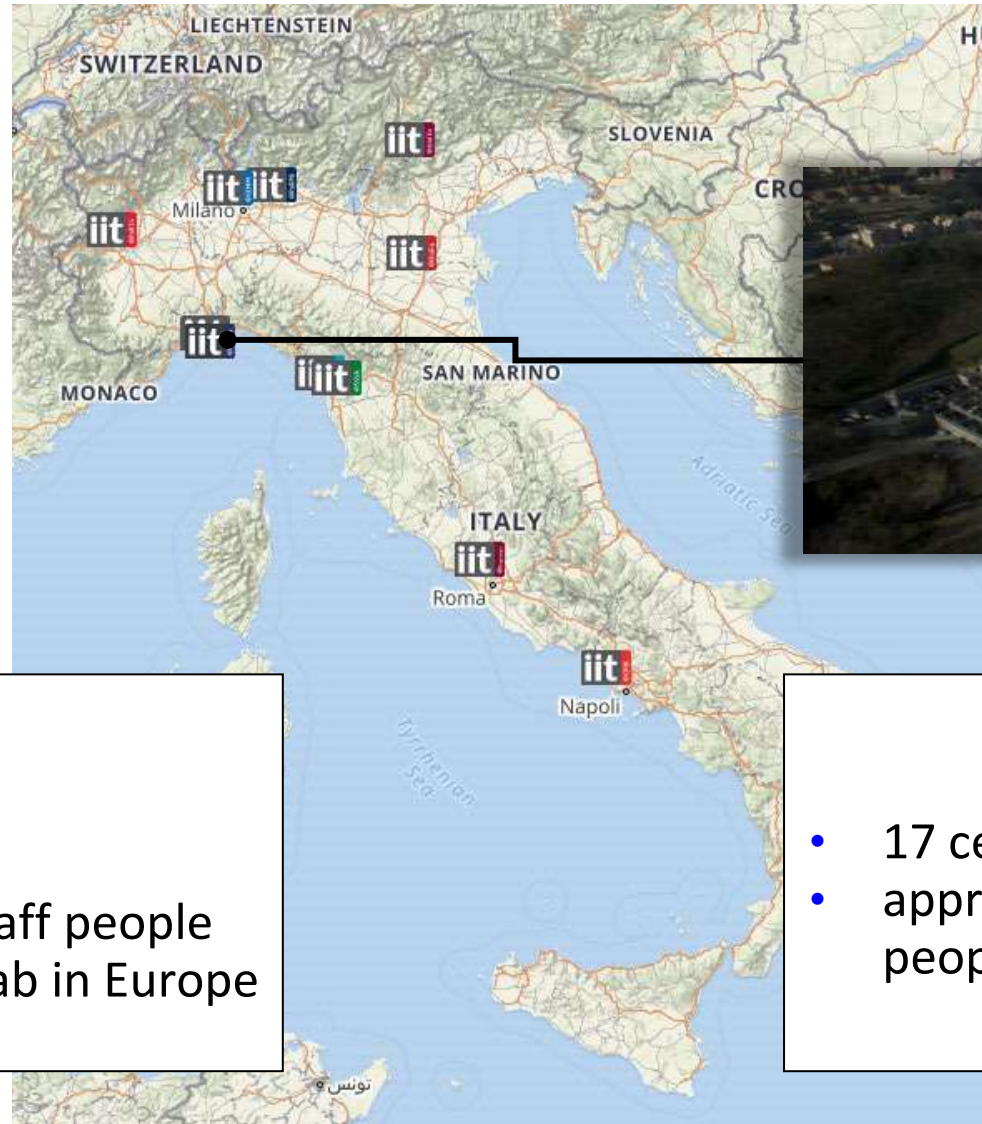 LIECHTENSTEIN
SWITZERLAND
SLOVENIA
iit
iit
iit
Milano
iit
iit
iit
MONACO
iit
SAN MARINO
Adriatic Sea
ITALY
iit
Roma
iit
Napoli
Tyrrhenian
Sea
aff people
ab in Europe
• 17 ce
• appr
peop
تونس